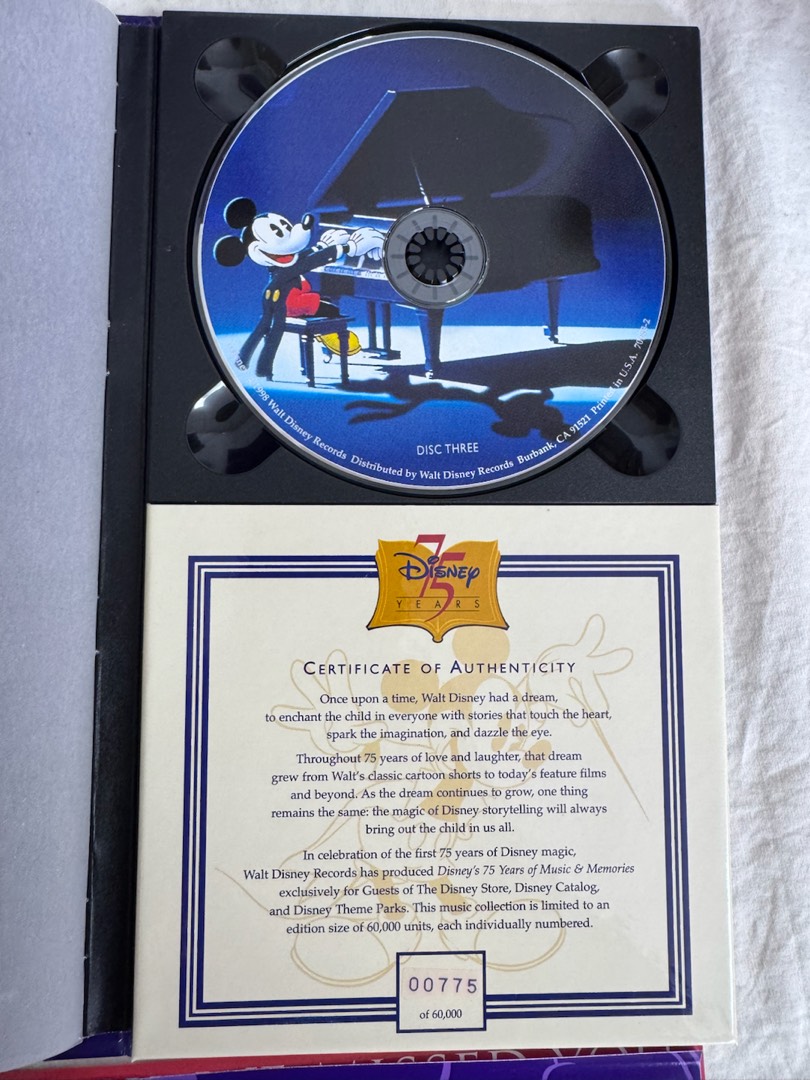 DISC THREE
1998 Walt Disney Records Distributed by Walt Disney Records Burbank, CA 91521 Printed in U.S.A.
75
DISNEY
YEARS
CERTIFICATE OF AUTHENTICITY
Once upon a time, Walt Disney had a dream,
to enchant the child in everyone with stories that touch the heart,
spark the imagination, and dazzle the eye.
Throughout 75 years of love and laughter, that dream
grew from Walt's classic cartoon shorts to today's feature films
and beyond. As the dream continues to grow, one thing
remains the same: the magic of Disney storytelling will always
bring out the child in us all.
In celebration of the first 75 years of Disney magic,
Walt Disney Records has produced Disney's 75 Years of Music & Memories
exclusively for Guests of The Disney Store, Disney Catalog,
and Disney Theme Parks. This music collection is limited to an
edition size of 60,000 units, each individually numbered.
00775
of 60,000